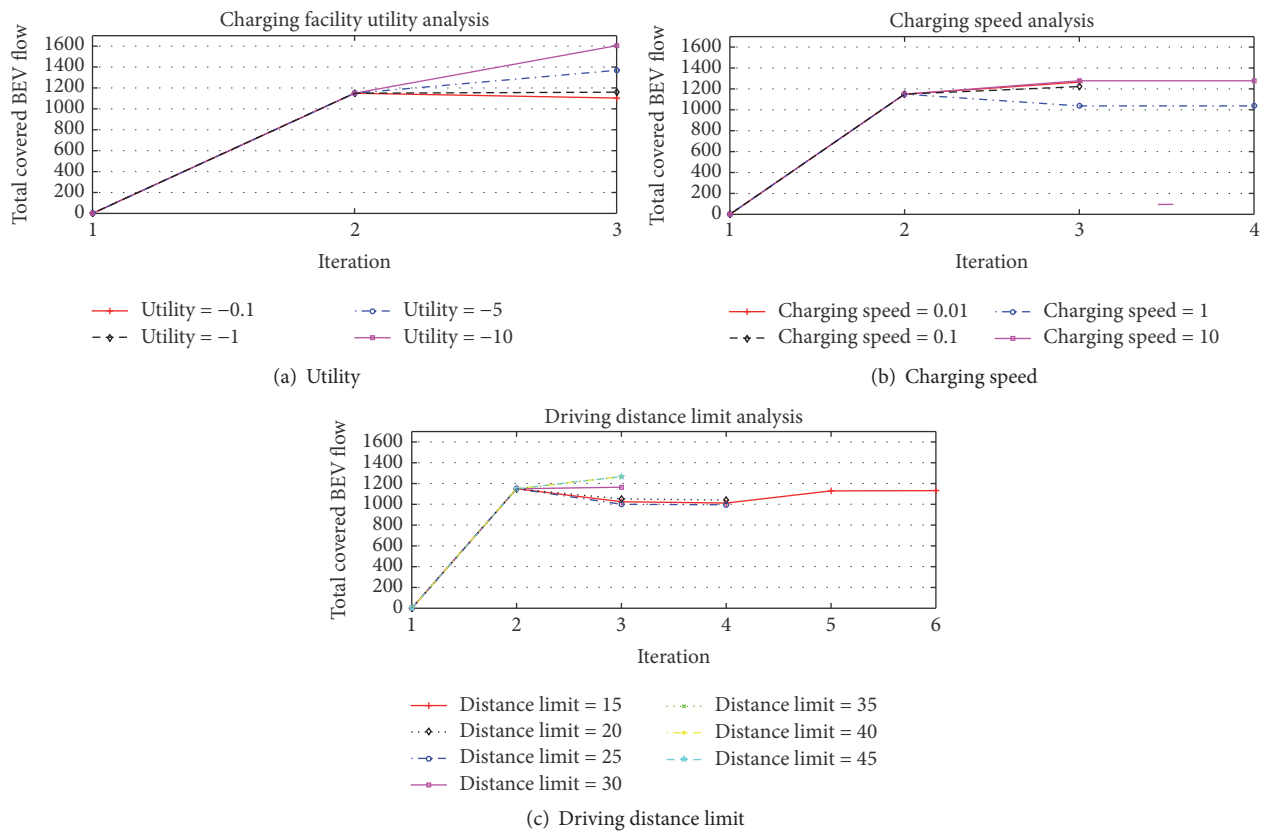 Charging facility utility analysis
Total covered BEV flow
1600
1400
1200
1000
800
600
400
200
0
1
2
3
Iteration
Utility = −0.1
Utility = −1
Utility = −5
Utility = −10
(a) Utility
Charging speed analysis
Total covered BEV flow
1600
1400
1200
1000
800
600
400
200
0
1
2
3
4
Iteration
Charging speed = 0.01
Charging speed = 0.1
Charging speed = 1
Charging speed = 10
(b) Charging speed
Driving distance limit analysis
Total covered BEV flow
1600
1400
1200
1000
800
600
400
200
0
1
2
3
4
5
6
Iteration
Distance limit = 15
Distance limit = 20
Distance limit = 25
Distance limit = 30
Distance limit = 35
Distance limit = 40
Distance limit = 45
(c) Driving distance limit